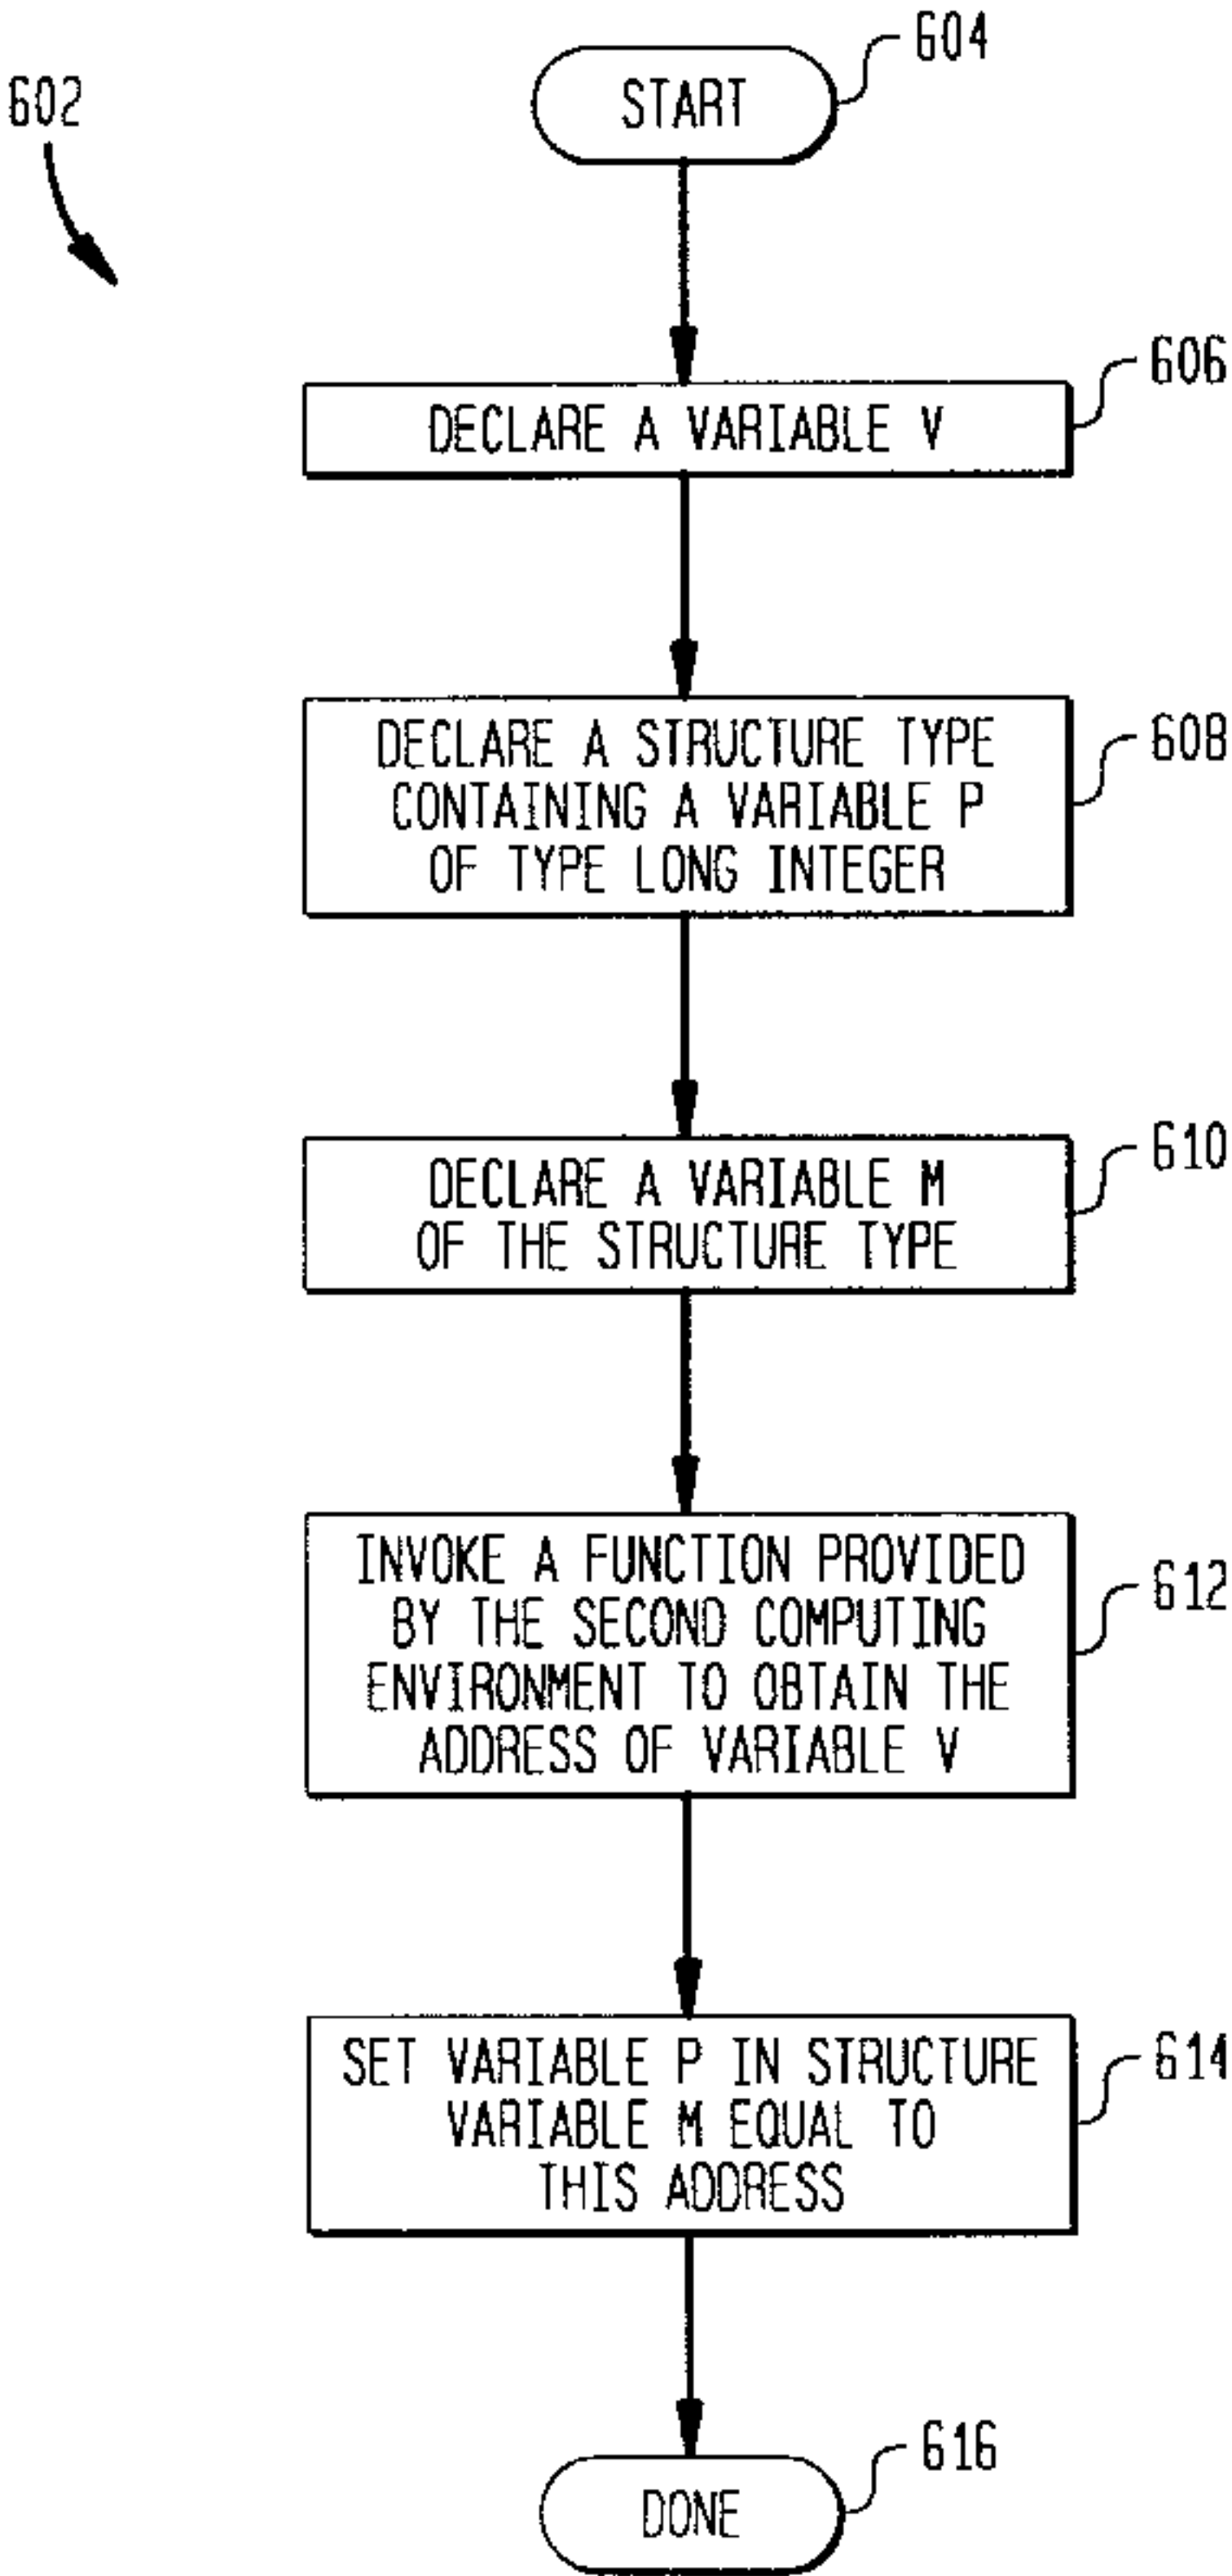 604
START
602
606
DECLARE A VARIABLE V
DECLARE A STRUCTURE TYPE
608
CONTAINING A VARIABLE P
OF TYPE LONG INTEGER
610
DECLARE A VARIABLE M
OF THE STRUCTURE TYPE
INVOKE A FUNCTION PROVIDED
612
BY THE SECOND COMPUTING
ENVIRONMENT TO OBTAIN THE
ADDRESS OF VARIABLE V
SET VARIABLE P IN STRUCTURE
614
VARIABLE M EQUAL TO
THIS ADDRESS
616
DONE